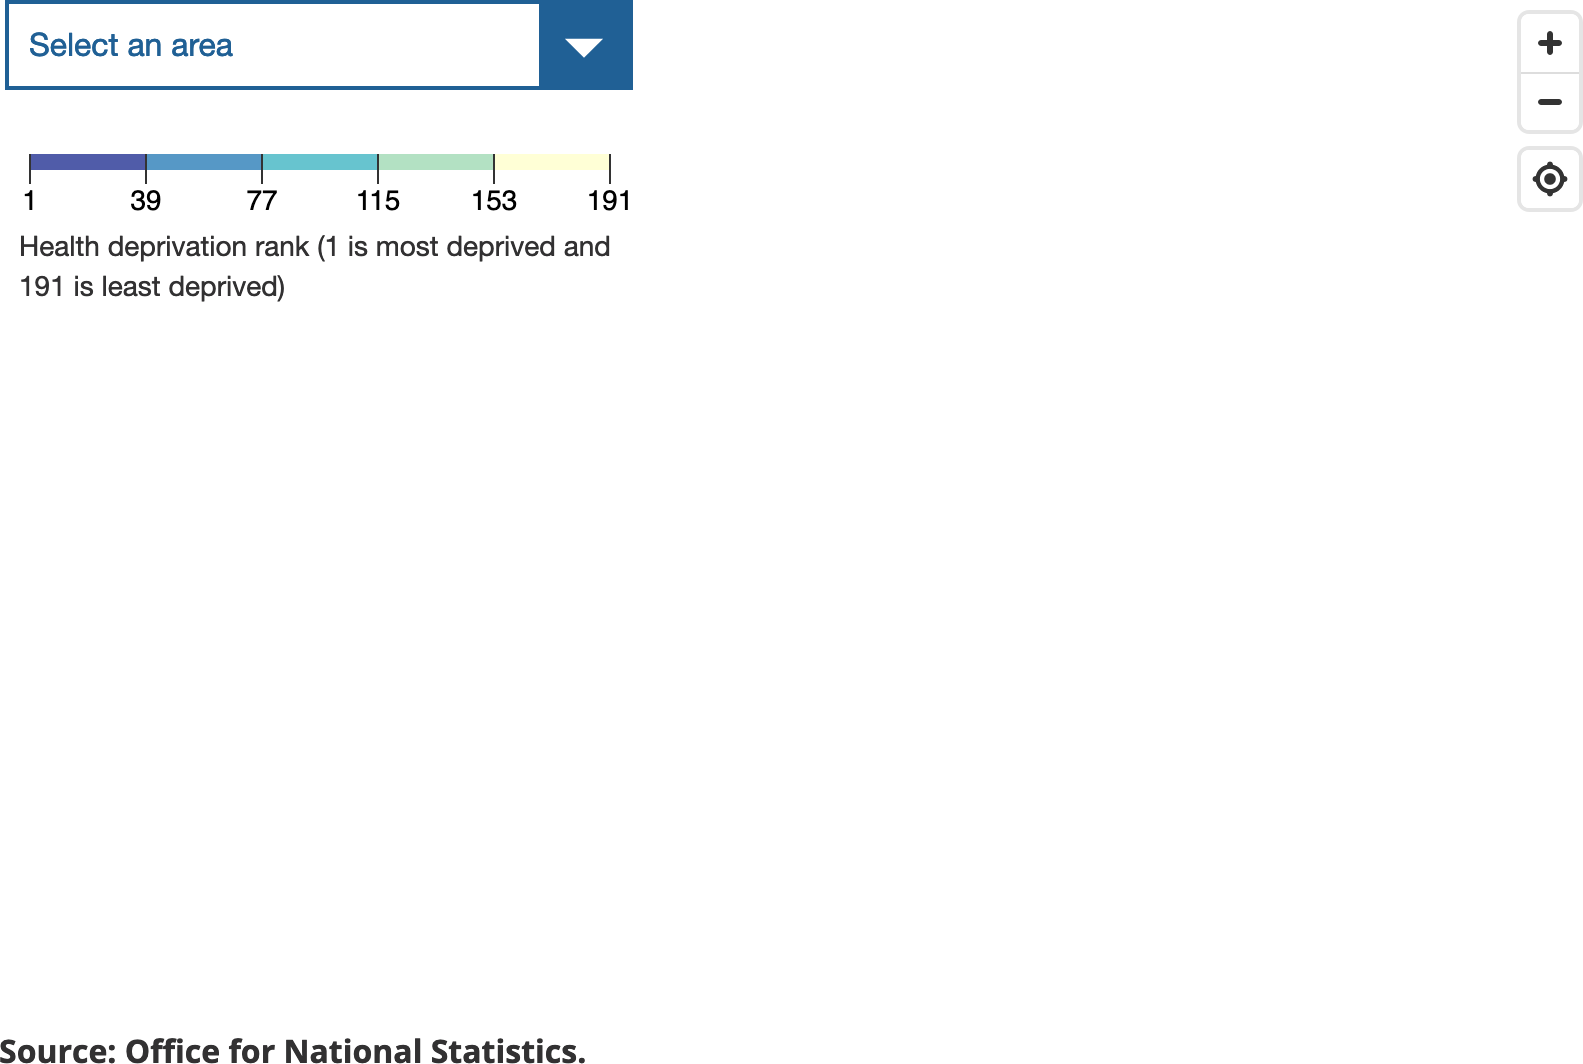 Select an area
1 39 77 115 153 191
Health deprivation rank (1 is most deprived and
191 is least deprived)
Source: Office for National Statistics.